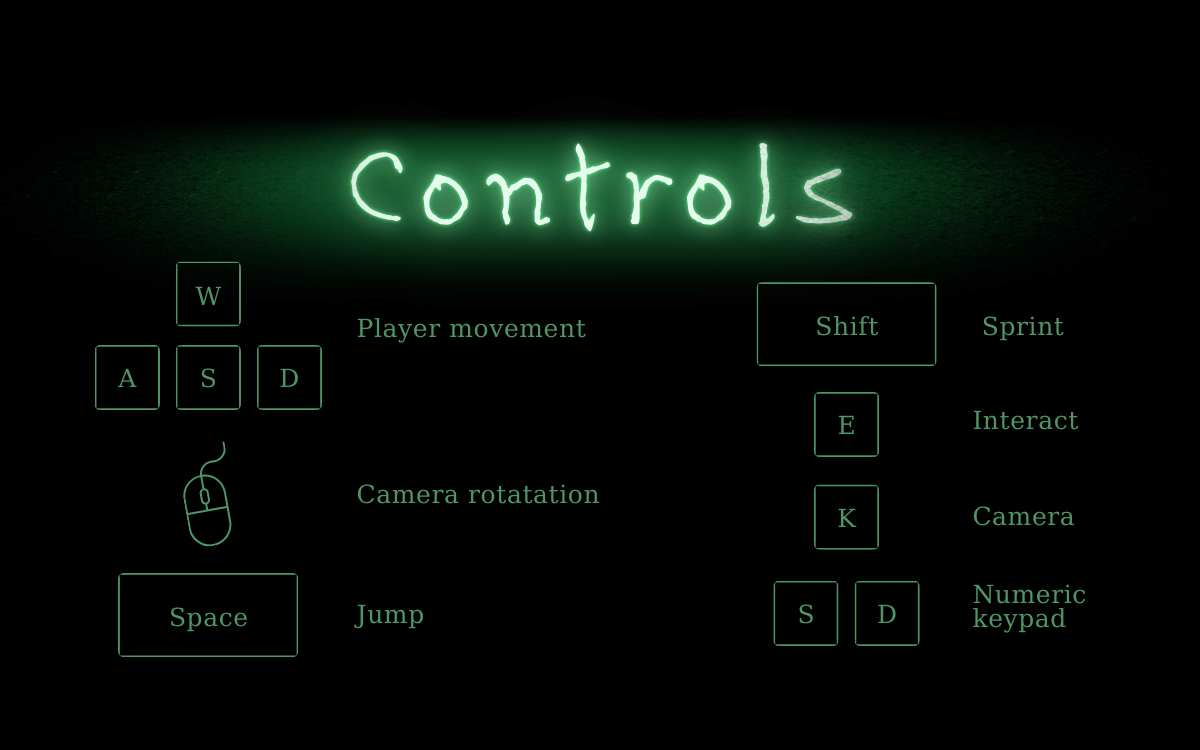 Controls
W
A S D
Player movement
Camera rotatation
Space
Jump
Shift
Sprint
E
Interact
K
Camera
S D
Numeric
keypad